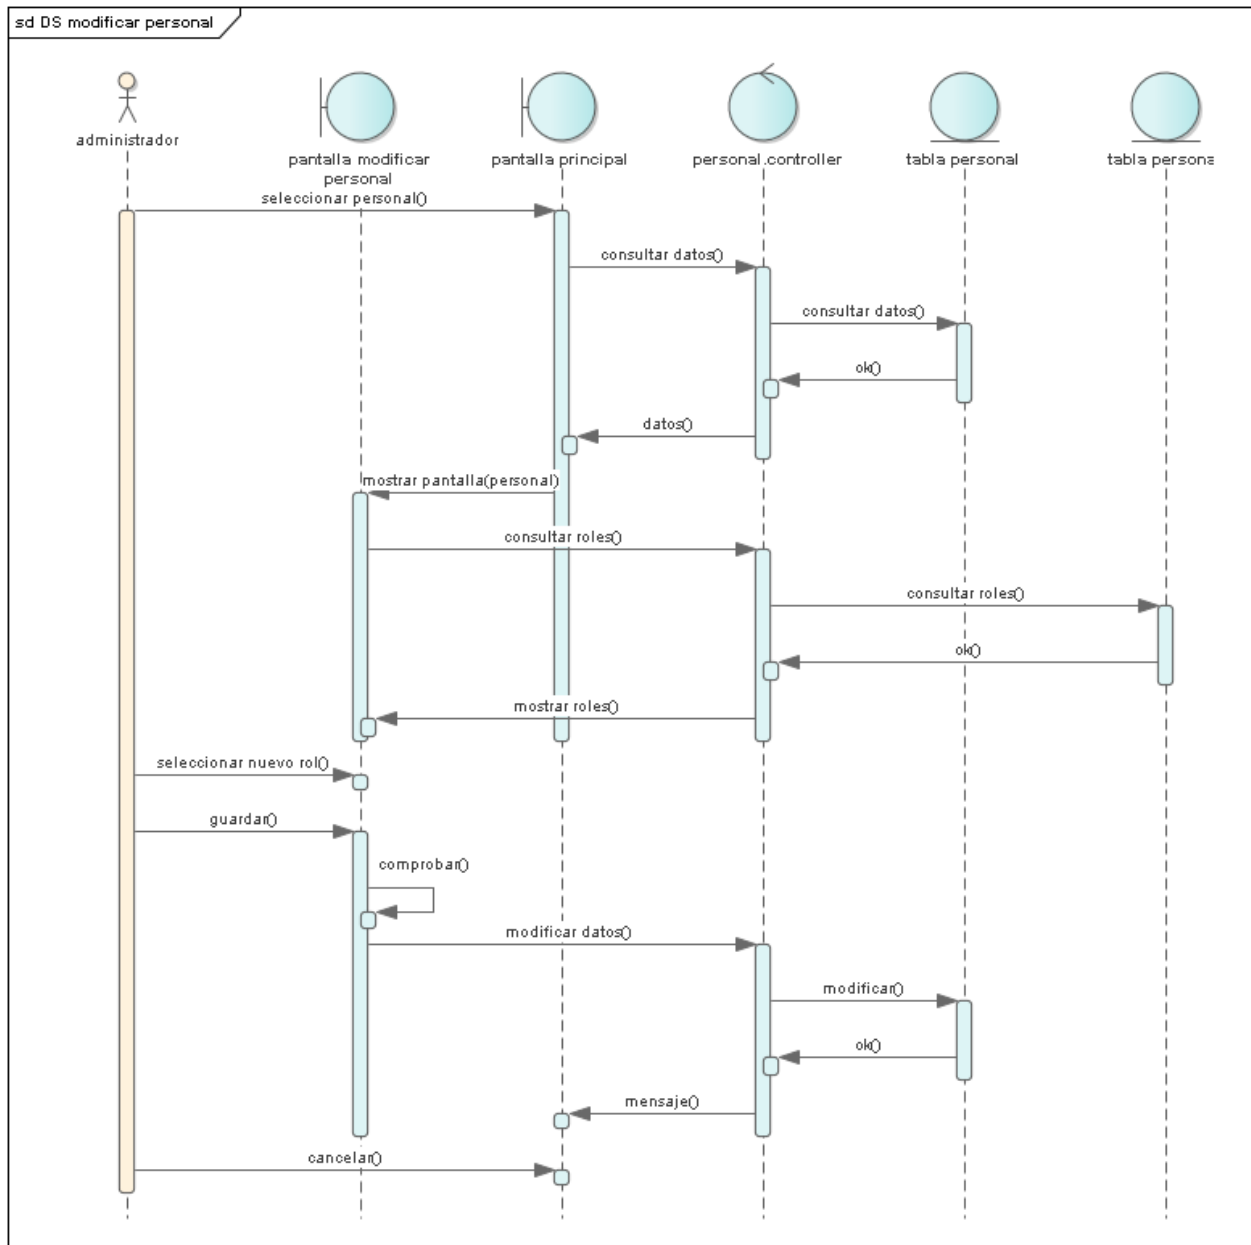 sd DS modificar personal
administrador
pantalla modificar
personal
pantalla principal
personal.controller
tabla personal
tabla persona
seleccionar personal()
consultar datos()
consultar datos()
ok()
datos()
mostrar pantalla(personal)
consultar roles()
consultar roles()
ok()
mostrar roles()
seleccionar nuevo rol()
guardar()
comprobar()
modificar datos()
modificar()
ok()
mensaje()
cancelar()